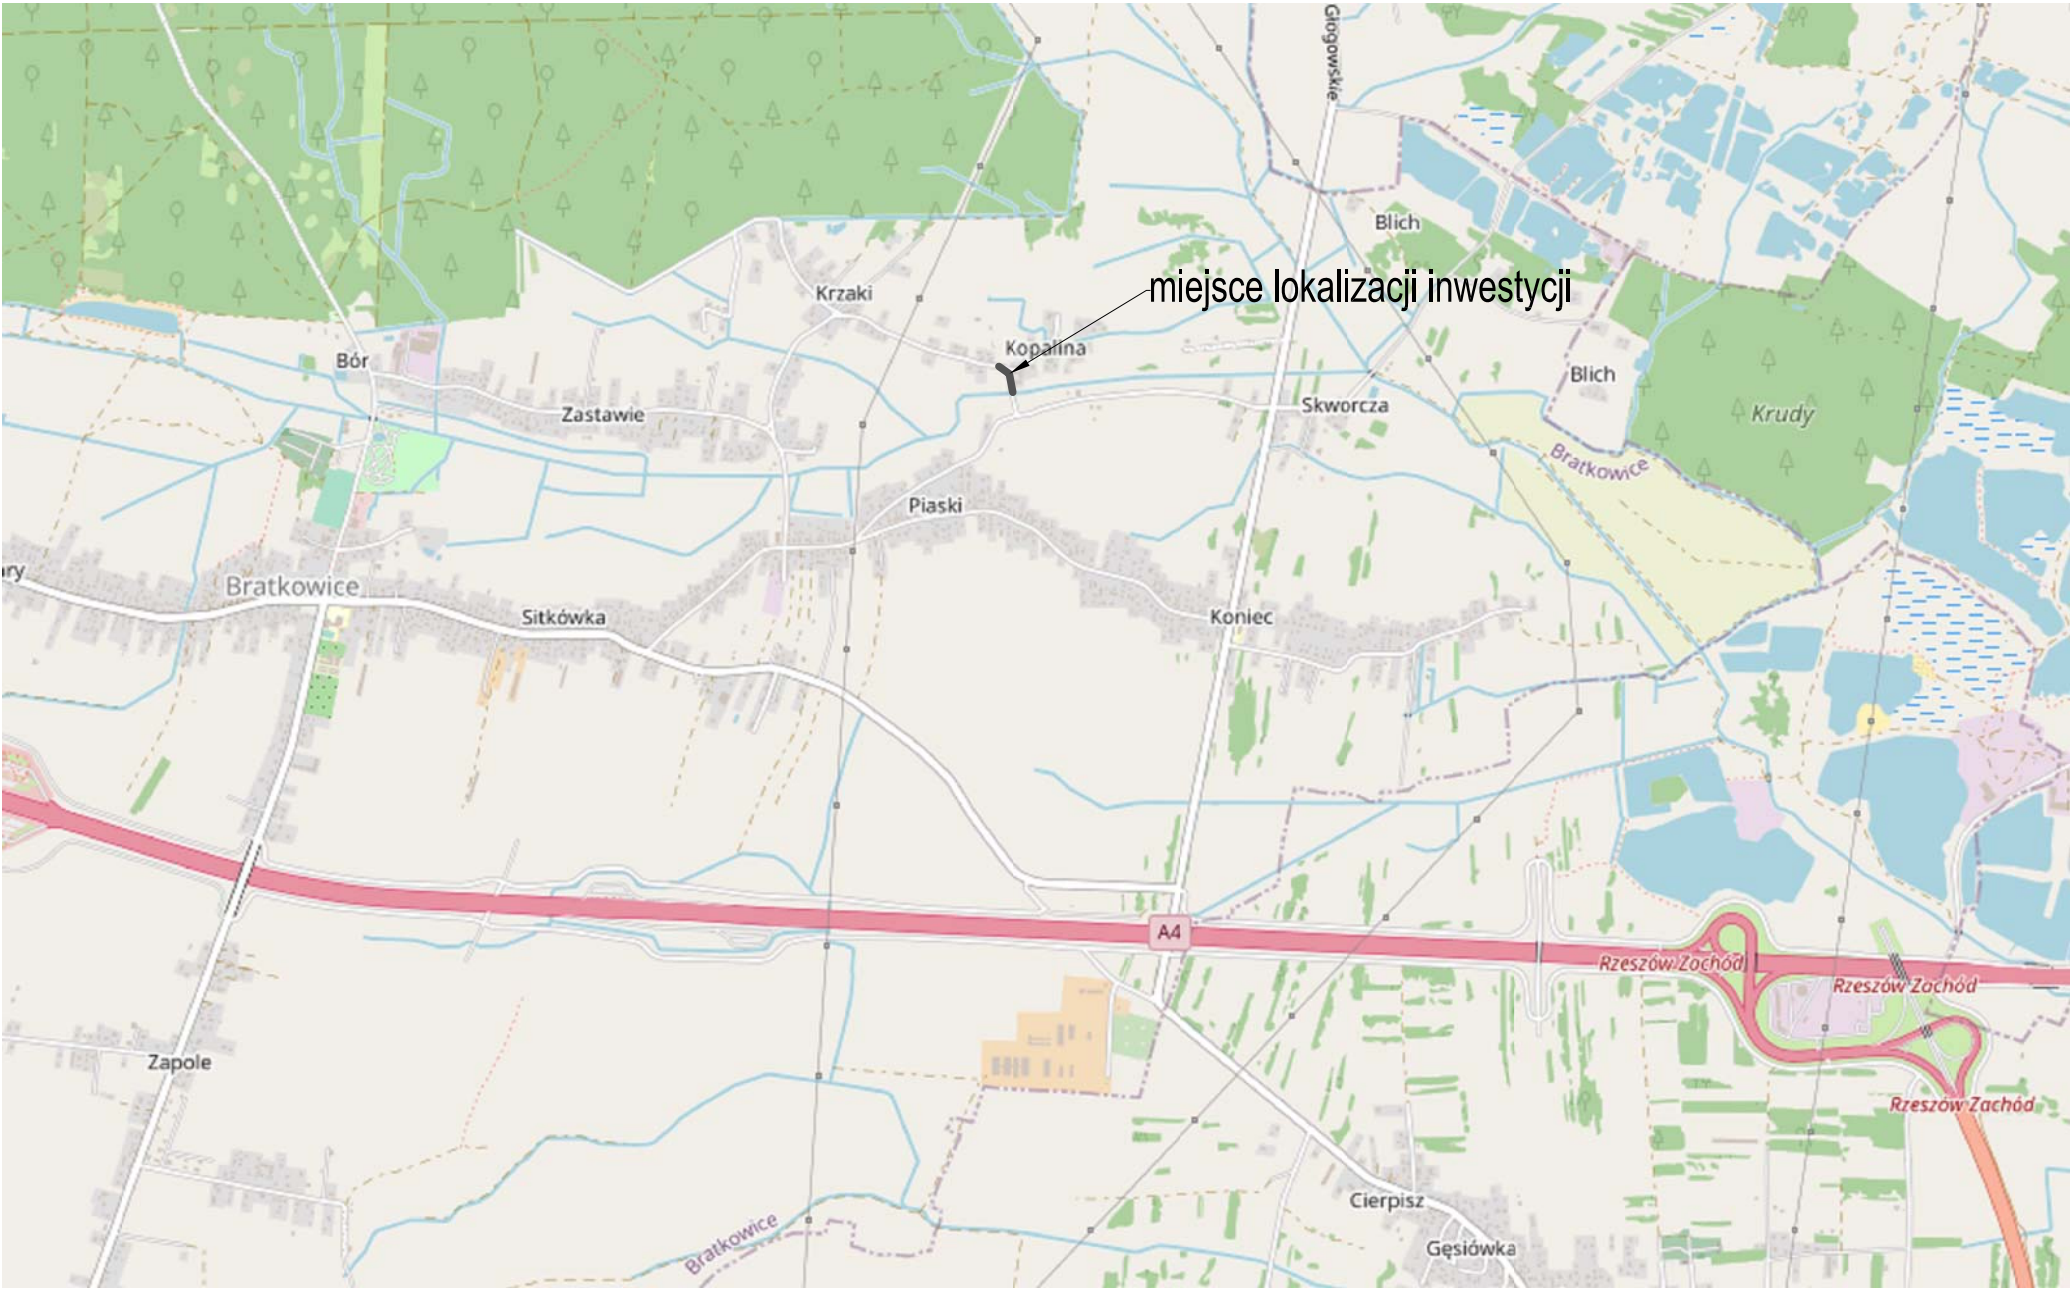 Głogowskie
Blich
miejsce lokalizacji inwestycji
Krzaki
Kopalina
Bór
Blich
Zastawie
Skworcza
Krudy
Bratkowice
Piaski
ry
Bratkowice
Sitkówka
Koniec
A4
Rzeszów Zachód
Rzeszów Zachód
Zapole
Rzeszów Zachód
Cierpisz
Bratkowice
Gęsiówka